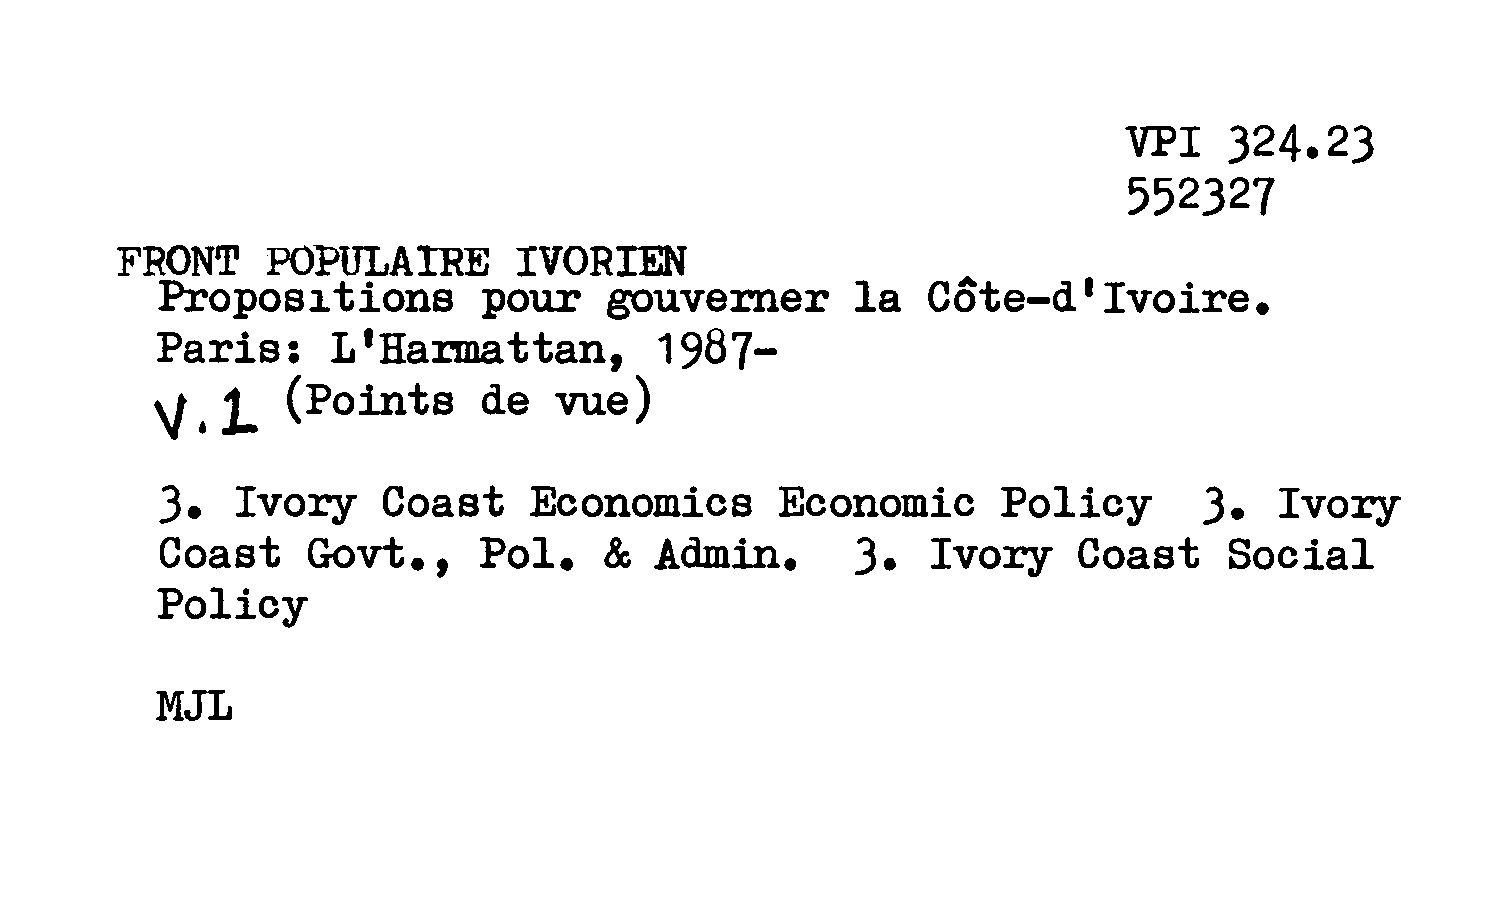 VPI 324.23
552327
FRONT POPULAIRE IVORIEN
Propositions pour gouverner la Côte-d'Ivoire.
Paris: L'Harmattan, 1987-
V.1 (Points de vue)
3. Ivory Coast Economics Economic Policy 3. Ivory
Coast Govt., Pol. & Admin. 3. Ivory Coast Social
Policy
MJL